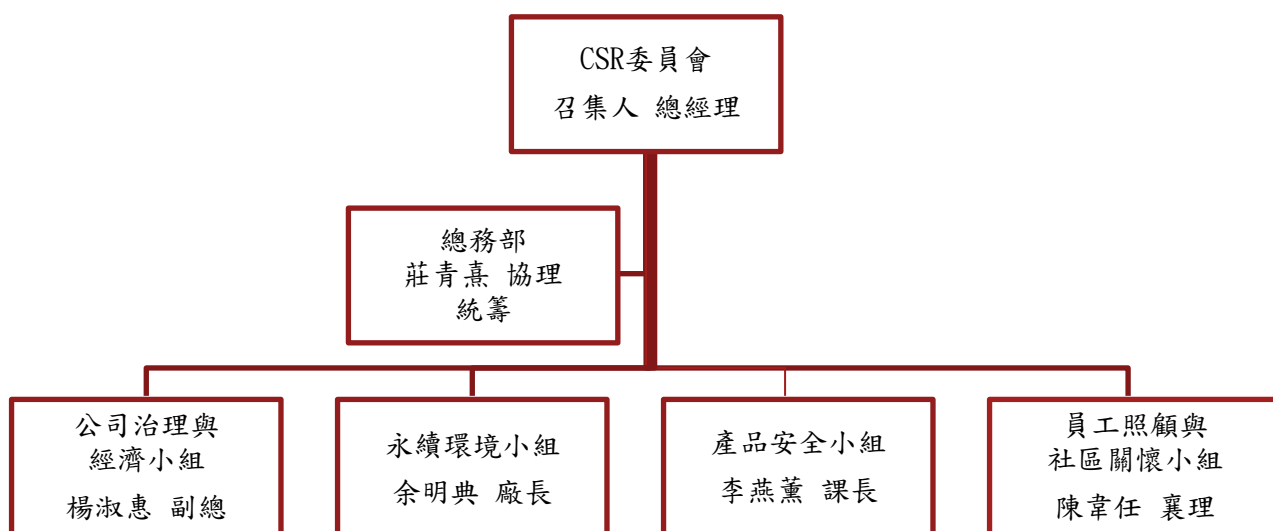 CSR委員會
召集人 總經理
總務部
莊青熹 協理
統籌
公司治理與
經濟小組
楊淑惠 副總
永續環境小組
余明典 廠長
產品安全小組
李燕薰 課長
員工照顧與
社區關懷小組
陳韋任 襄理